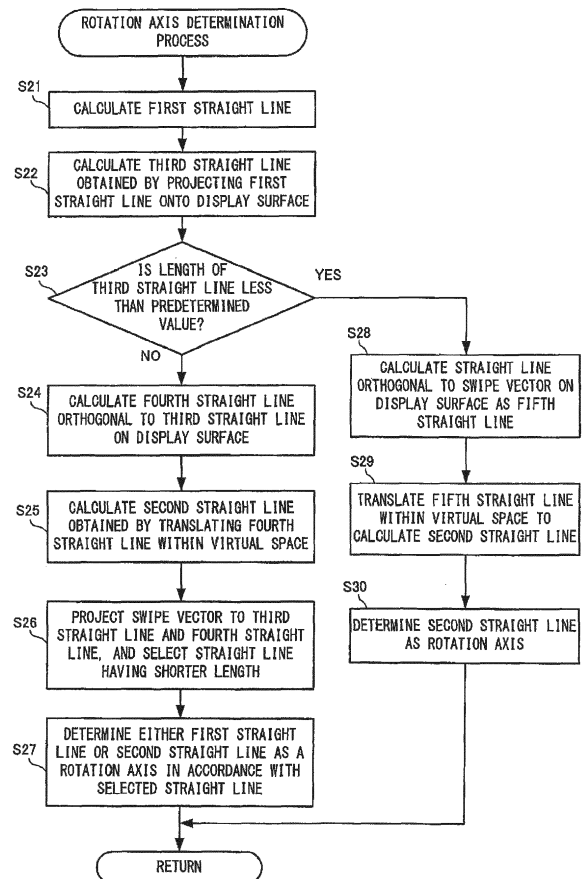 ROTATION AXIS DETERMINATION
PROCESS
S21
CALCULATE FIRST STRAIGHT LINE
S22
CALCULATE THIRD STRAIGHT LINE
OBTAINED BY PROJECTING FIRST
STRAIGHT LINE ONTO DISPLAY SURFACE
S23
IS LENGTH OF
THIRD STRAIGHT LINE LESS
THAN PREDETERMINED
VALUE?
YES
NO
S24
CALCULATE FOURTH STRAIGHT LINE
ORTHOGONAL TO THIRD STRAIGHT LINE
ON DISPLAY SURFACE
S25
CALCULATE SECOND STRAIGHT LINE
OBTAINED BY TRANSLATING FOURTH
STRAIGHT LINE WITHIN VIRTUAL SPACE
S26
PROJECT SWIPE VECTOR TO THIRD
STRAIGHT LINE AND FOURTH STRAIGHT
LINE, AND SELECT STRAIGHT LINE
HAVING SHORTER LENGTH
S27
DETERMINE EITHER FIRST STRAIGHT
LINE OR SECOND STRAIGHT LINE AS A
ROTATION AXIS IN ACCORDANCE WITH
SELECTED STRAIGHT LINE
S28
CALCULATE STRAIGHT LINE
ORTHOGONAL TO SWIPE VECTOR ON
DISPLAY SURFACE AS FIFTH
STRAIGHT LINE
S29
TRANSLATE FIFTH STRAIGHT LINE
WITHIN VIRTUAL SPACE TO
CALCULATE SECOND STRAIGHT LINE
S30
DETERMINE SECOND STRAIGHT LINE
AS ROTATION AXIS
RETURN